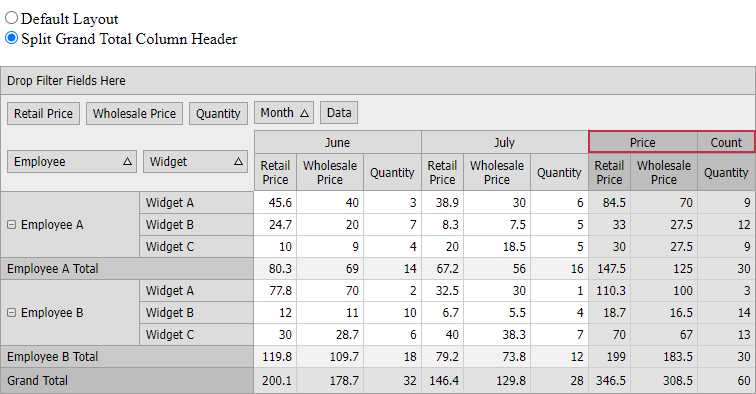 Default Layout
Split Grand Total Column Header
Drop Filter Fields Here
Retail Price Wholesale Price Quantity Month Data
Employee Widget
June July Price Count
Retail Price Wholesale Price Quantity Retail Price Wholesale Price Quantity Retail Price Wholesale Price Quantity
Employee A Widget A 45.6 40 3 38.9 30 6 84.5 70 9
Widget B 24.7 20 7 8.3 7.5 5 33 27.5 12
Widget C 10 9 4 20 18.5 5 30 27.5 9
Employee A Total 80.3 69 14 67.2 56 16 147.5 125 30
Employee B Widget A 77.8 70 2 32.5 30 1 110.3 100 3
Widget B 12 11 10 6.7 5.5 4 18.7 16.5 14
Widget C 30 28.7 6 40 38.3 7 70 67 13
Employee B Total 119.8 109.7 18 79.2 73.8 12 199 183.5 30
Grand Total 200.1 178.7 32 146.4 129.8 28 346.5 308.5 60